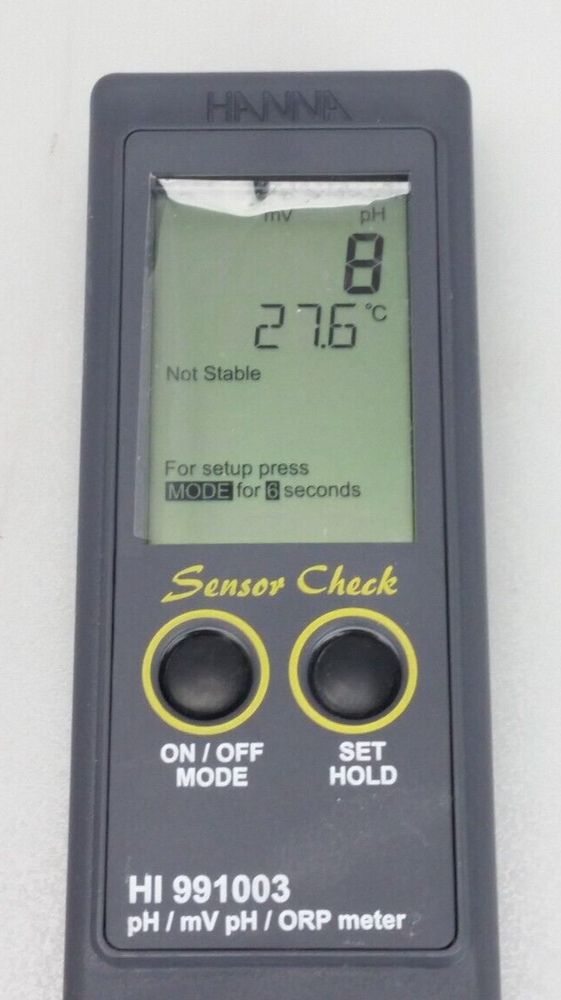 HANNA
mV pH
8
27.6 °C
Not Stable
For setup press
MODE for 6 seconds
Sensor Check
ON / OFF
MODE
SET
HOLD
HI 991003
pH / mV pH / ORP meter